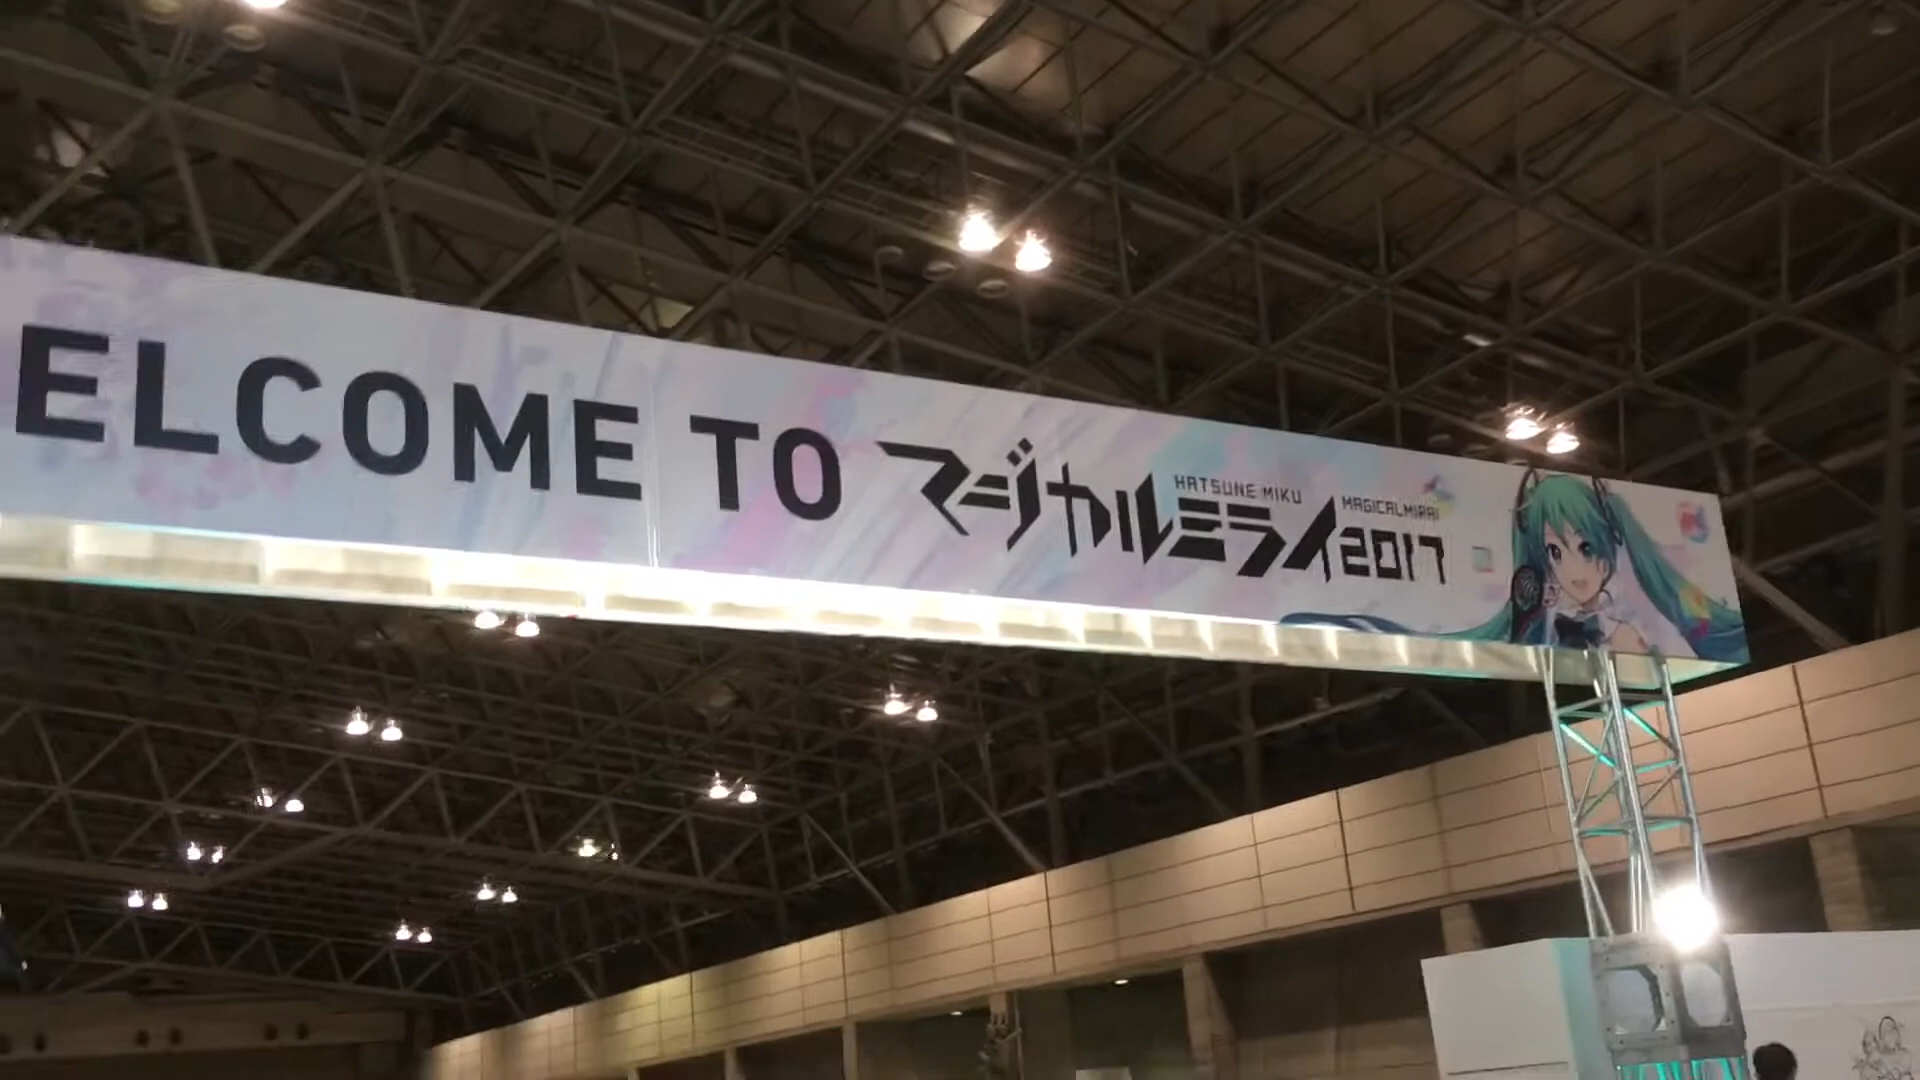 ELCOME TO マジカルミライ2017
HATSUNE MIKU
MAGICALMIRAI